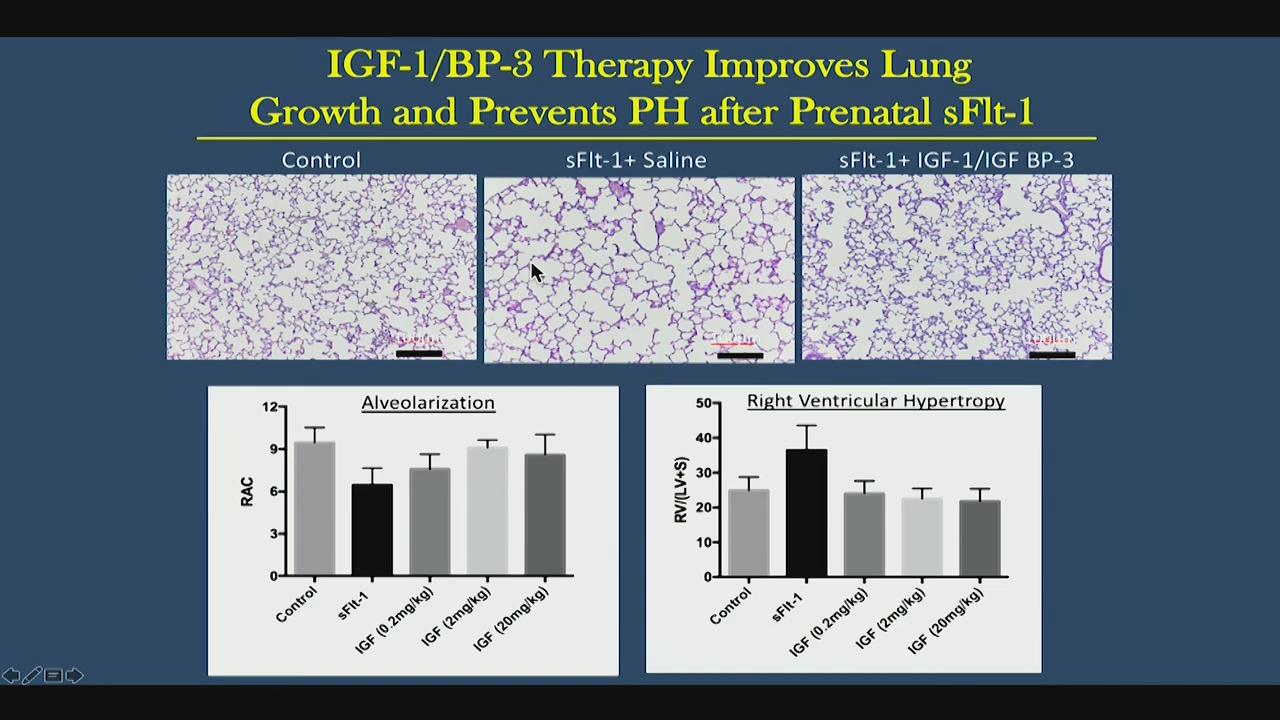 IGF-1/BP-3 Therapy Improves Lung
Growth and Prevents PH after Prenatal sFlt-1
Control
sFlt-1+ Saline
sFlt-1+ IGF-1/IGF BP-3
Alveolarization
12
9
6
3
0
RAC
Control
sFlt-1
IGF (0.2mg/kg)
IGF (2mg/kg)
IGF (20mg/kg)
Right Ventricular Hypertropy
50
40
30
20
10
0
RV/(LV+S)
Control
sFlt-1
IGF (0.2mg/kg)
IGF (2mg/kg)
IGF (20mg/kg)